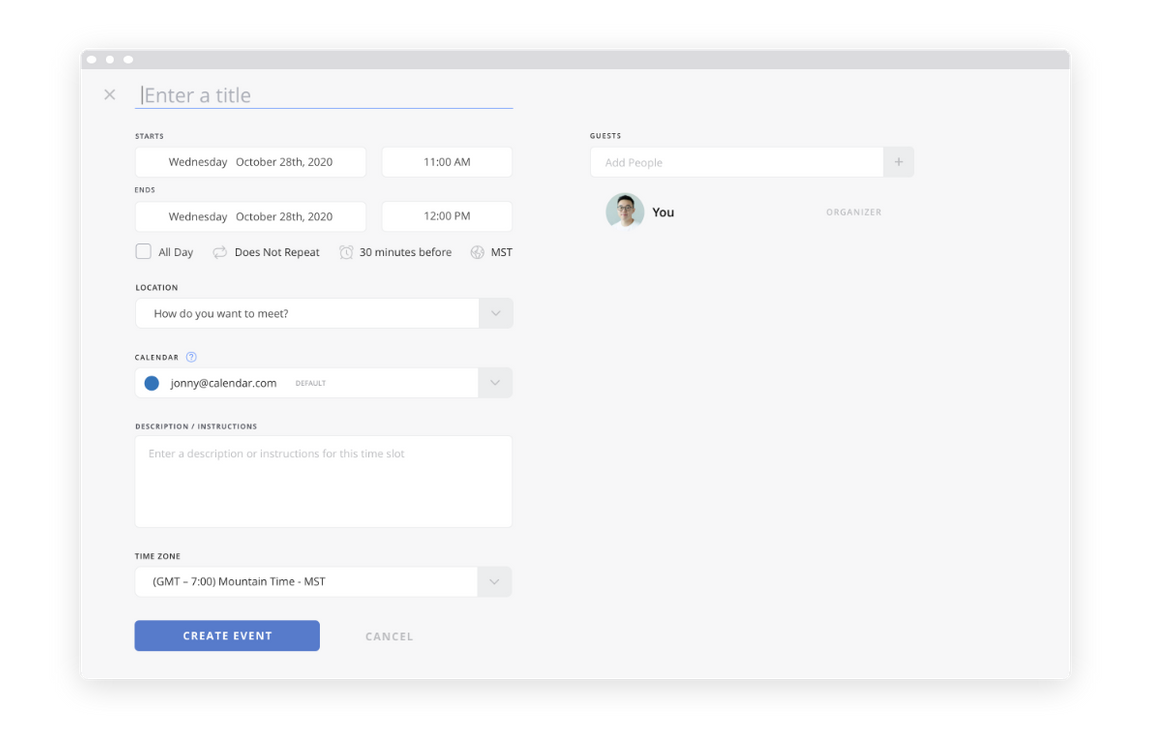 Enter a title
STARTS
Wednesday October 28th, 2020 11:00 AM
ENDS
Wednesday October 28th, 2020 12:00 PM
All Day Does Not Repeat 30 minutes before MST
LOCATION
How do you want to meet?
CALENDAR ?
jonny@calendar.com DEFAULT
DESCRIPTION / INSTRUCTIONS
Enter a description or instructions for this time slot
TIME ZONE
(GMT – 7:00) Mountain Time - MST
CREATE EVENT CANCEL
GUESTS
Add People +
You ORGANIZER